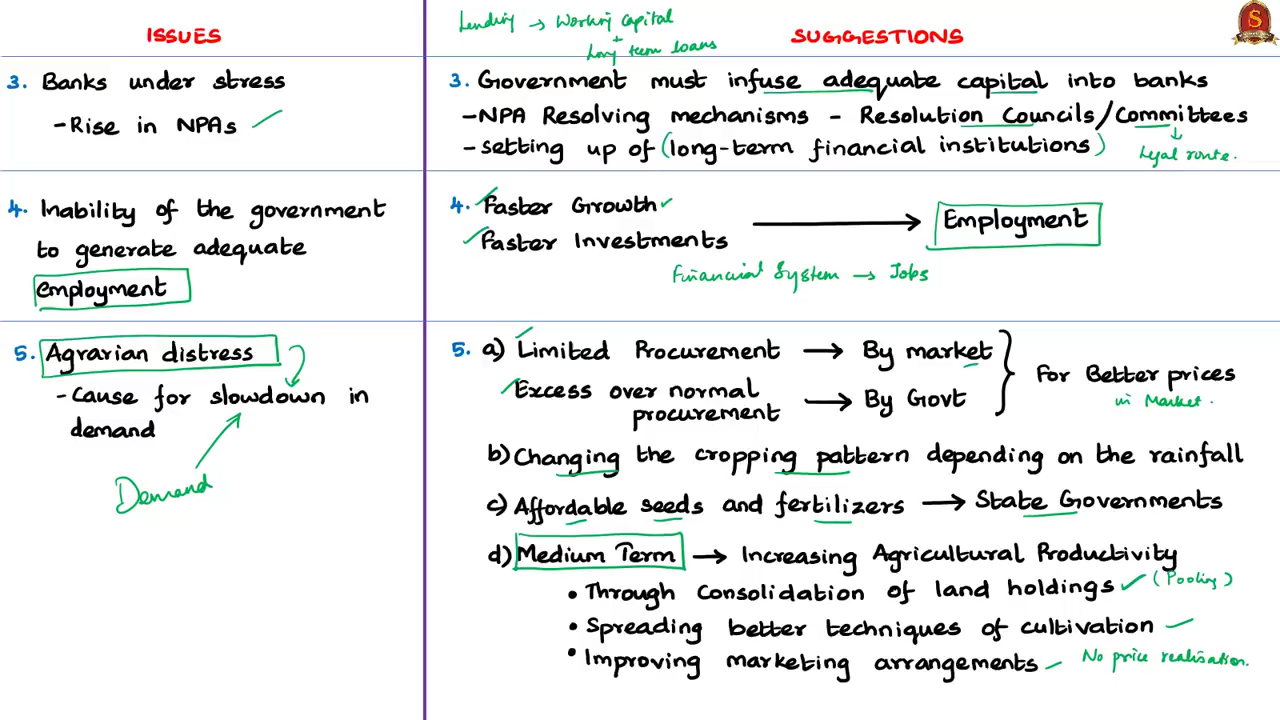 ISSUES
3. Banks under stress
- Rise in NPAs
4. Inability of the government
to generate adequate
employment
5. Agrarian distress
- Cause for slowdown in
demand
Demand
Lending → Working capital
+
Long term loans
SUGGESTIONS
3. Government must infuse adequate capital into banks
- NPA Resolving mechanisms - Resolution Councils/Committees
- setting up of (long-term financial institutions)
Legal route.
4. Faster Growth
Faster Investments
Employment
Financial System → Jobs
5. a) Limited Procurement → By market
Excess over normal
procurement → By Govt
For Better prices
in Market.
b) Changing the cropping pattern depending on the rainfall
c) Affordable seeds and fertilizers → State Governments
d) Medium Term → Increasing Agricultural Productivity
• Through Consolidation of land holdings (Pooling)
• Spreading better techniques of cultivation
• Improving marketing arrangements No price realisation.
S